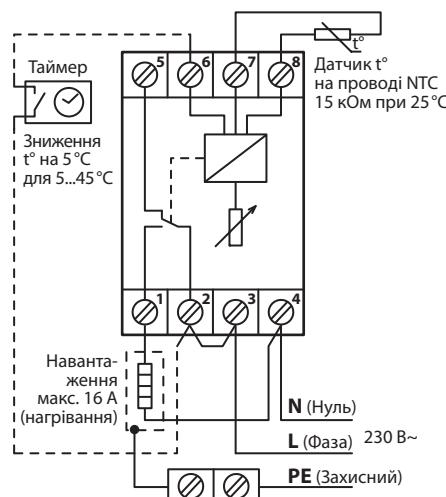 5 6 7 8
t°
Таймер
Датчик t°
на проводі NTC
15 кОм при 25°C
Зниження
t° на 5°C
для 5...45°C
1 2 3 4
Наванта-
ження
макс. 16 А
(нагрівання)
N (Нуль)
L (Фаза) 230 В~
PE (Захисний)